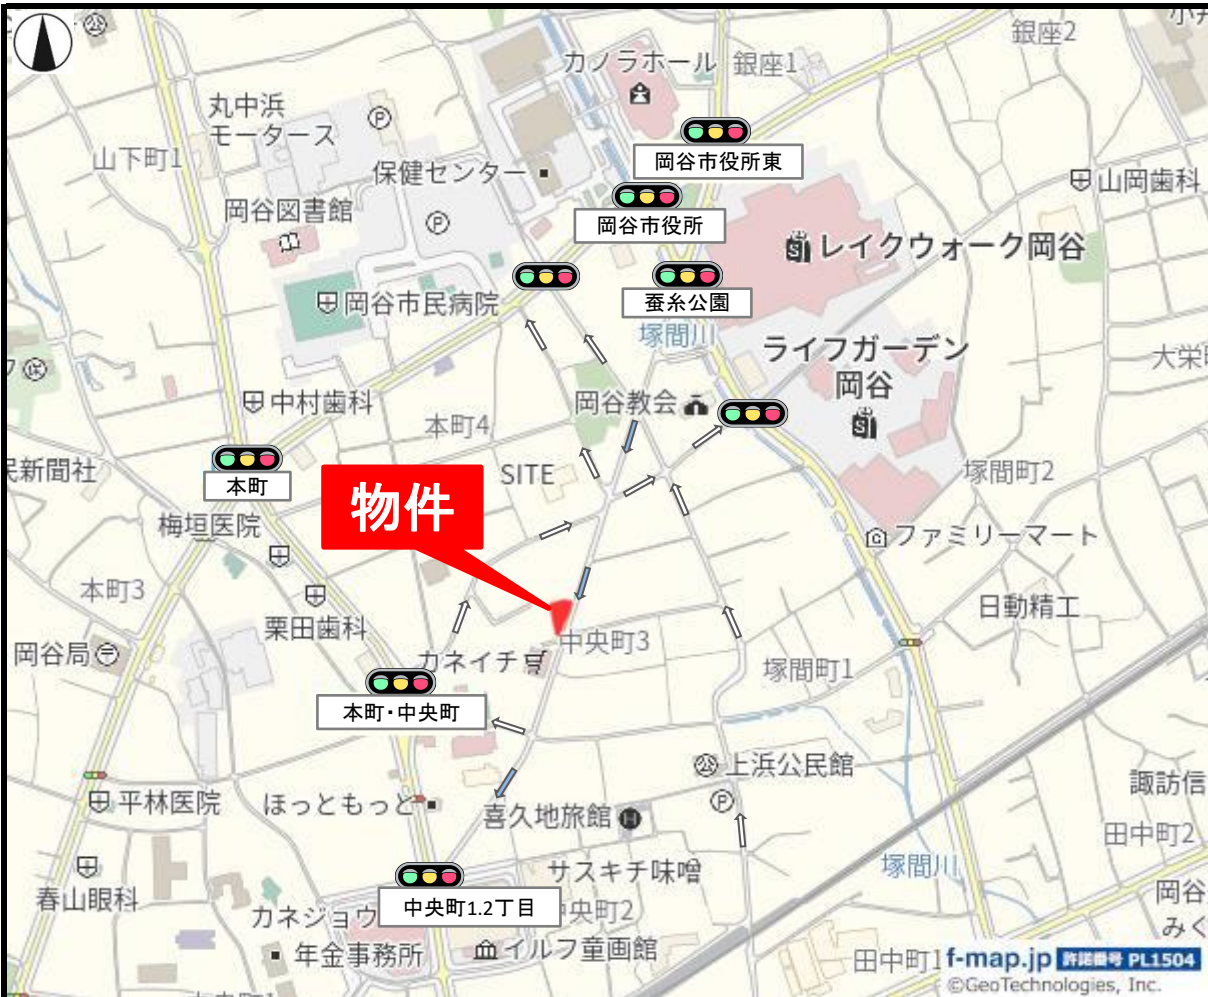 銀座2
カノラホール
銀座1
丸中浜
モータース
Ⓟ
岡谷市役所東
山下町1
保健センター
山岡歯科
岡谷図書館
岡谷市役所
Ⓟ
レイクウォーク岡谷
岡谷市民病院
蚕糸公園
塚間川
ライフガーデン
岡谷
大栄町
中村歯科
岡谷教会
本町4
民新聞社
SITE
塚間町2
本町
物件
梅垣医院
ファミリーマート
本町3
日動精工
栗田歯科
岡谷局
中央町3
カネイチ
塚間町1
本町・中央町
上浜公民館
諏訪信
平林医院
ほっともっと
Ⓟ
喜久地旅館
田中町2
サスキチ味噌
塚間川
春山眼科
岡谷
カネジョウ
中央町1.2丁目
中央町2
みく
年金事務所
イルフ童画館
田中町1
f-map.jp 許諾番号 PL1504
©GeoTechnologies, Inc.